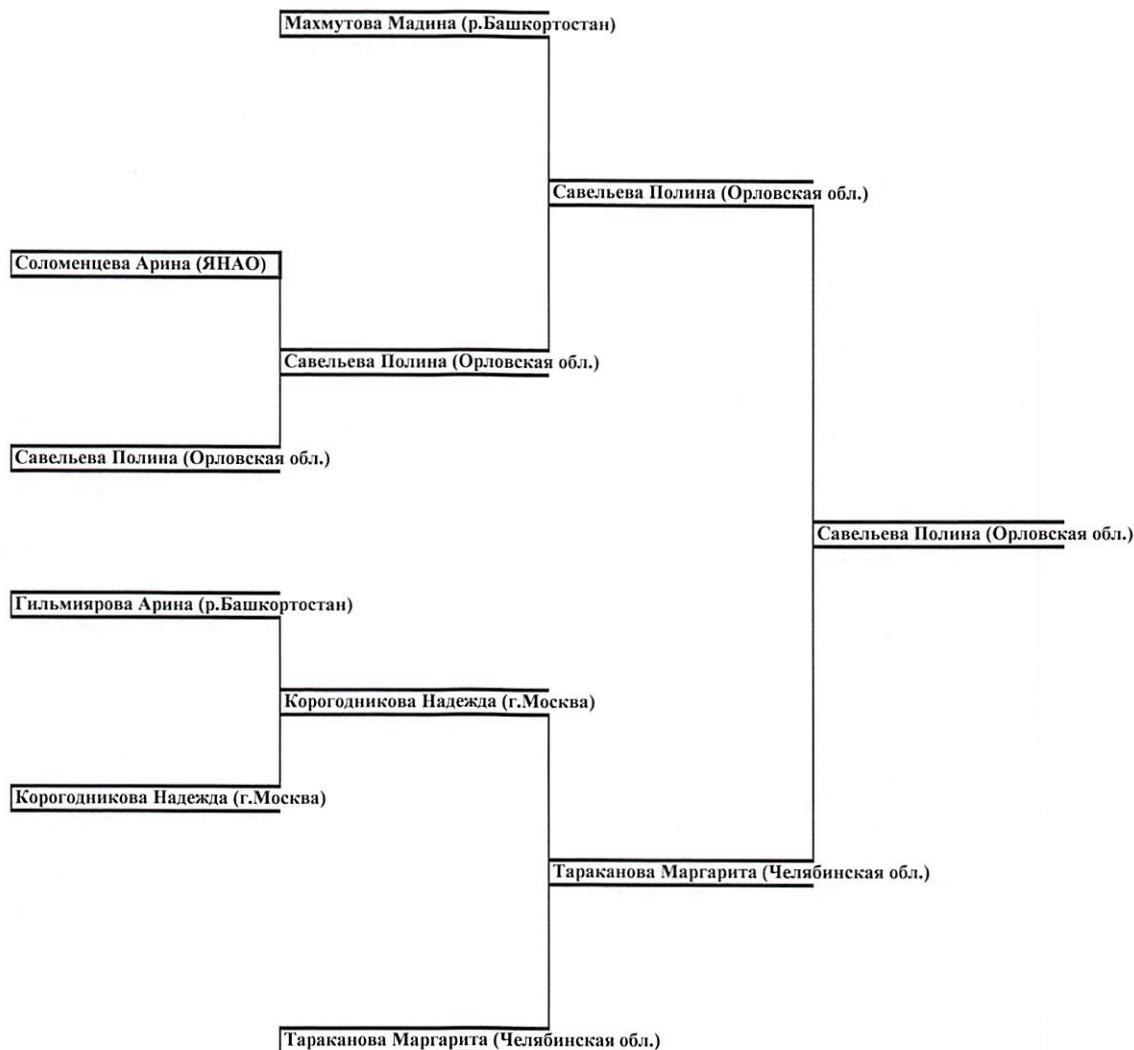 Махмутова Мадина (р.Башкортостан)
Савельева Полина (Орловская обл.)
Соломенцева Арина (ЯНАО)
Савельева Полина (Орловская обл.)
Савельева Полина (Орловская обл.)
Савельева Полина (Орловская обл.)
Гильмиярова Арина (р.Башкортостан)
Корогодникова Надежда (г.Москва)
Корогодникова Надежда (г.Москва)
Тараканова Маргарита (Челябинская обл.)
Тараканова Маргарита (Челябинская обл.)